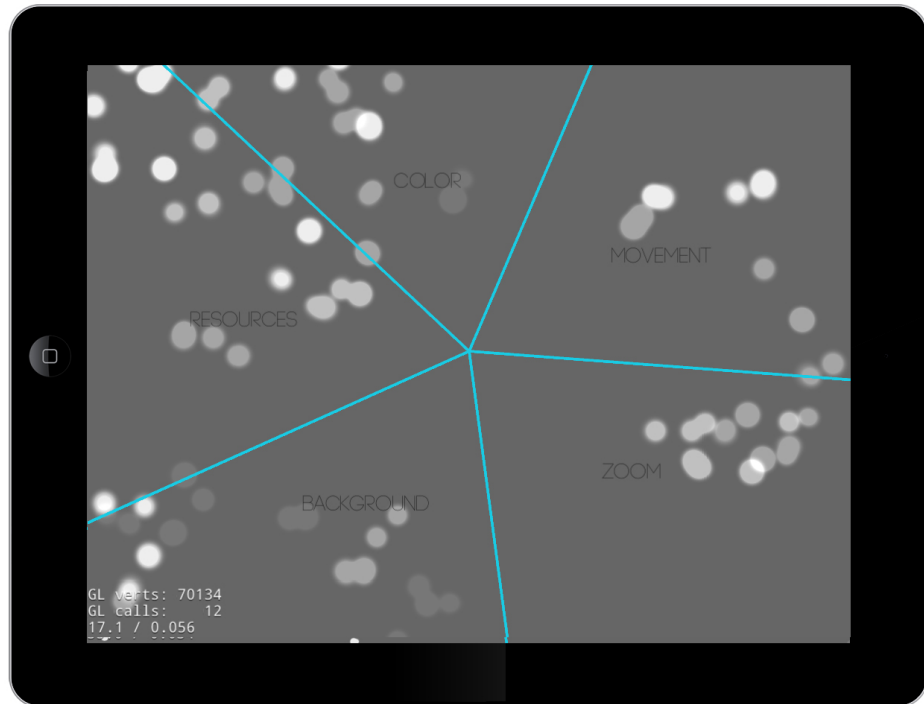 COLOR
MOVEMENT
RESOURCES
ZOOM
BACKGROUND
GL verts: 70134
GL calls: 12
17.1 / 0.056